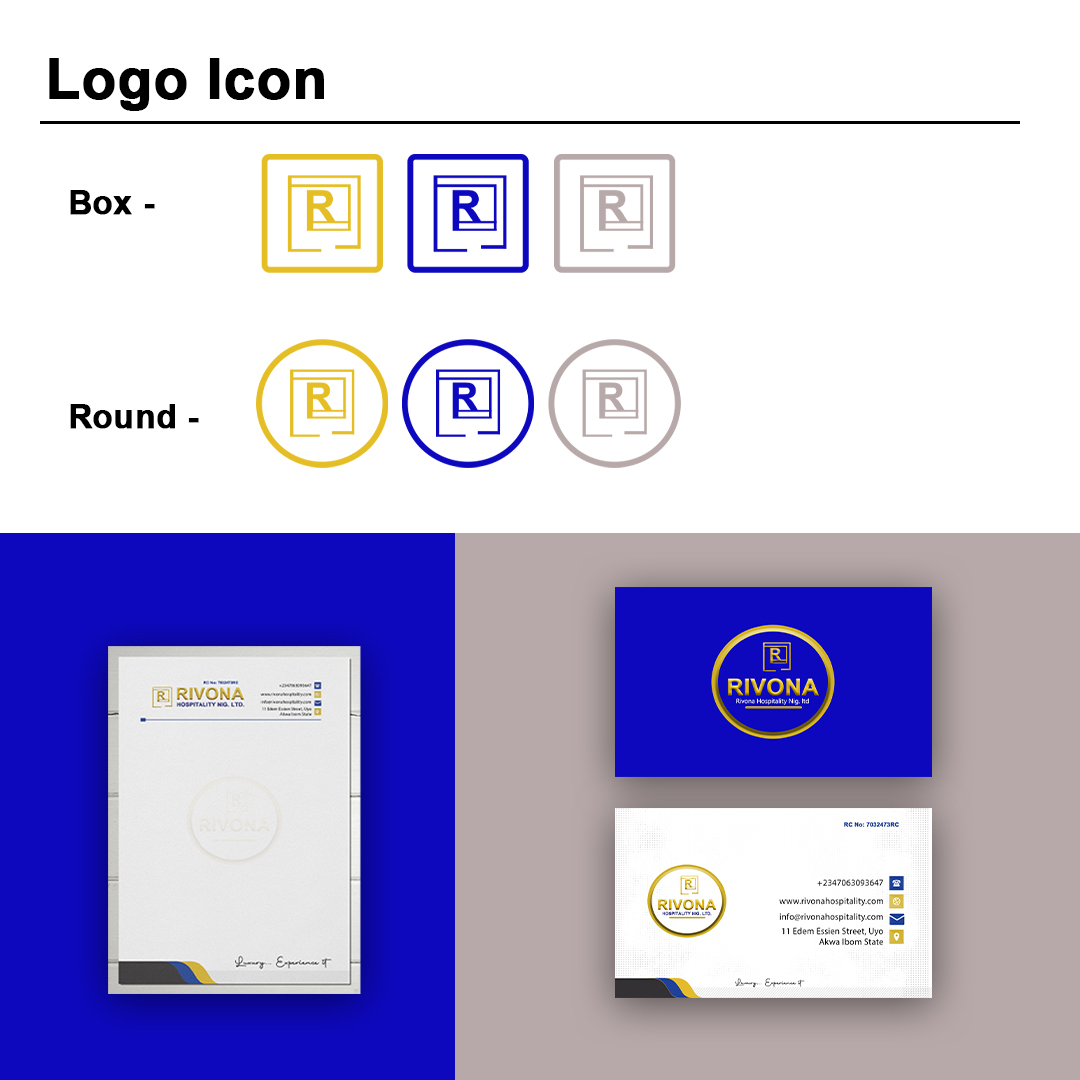 Logo Icon
Box -
R
R
R
Round -
R
R
R
R
RIVONA
HOSPITALITY NIG. LTD.
RC No:
+2347063093647
www.rivonahospitality.com
info@rivonahospitality.com
11 Edem Essien Street, Uyo
Akwa Ibom State
RIVONA
Luxury... Experience it
R
RIVONA
Rivona Hospitality Nig. ltd
RC No: 7032473RC
R
RIVONA
HOSPITALITY NIG. LTD.
+2347063093647
www.rivonahospitality.com
info@rivonahospitality.com
11 Edem Essien Street, Uyo
Akwa Ibom State
Luxury... Experience it